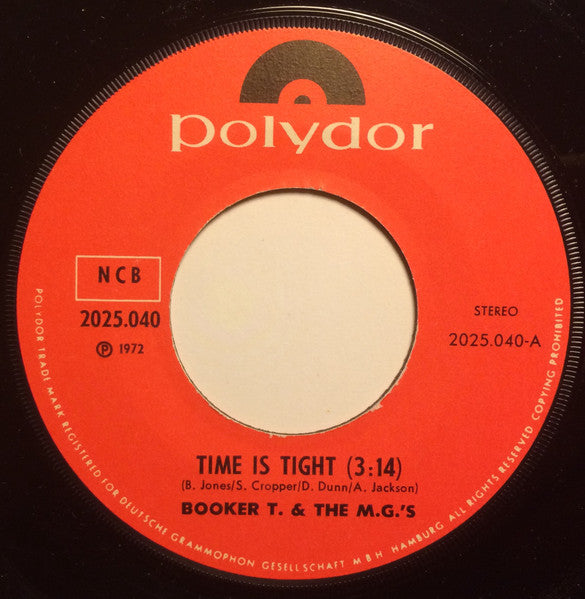 polydor
NCB
2025.040
℗ 1972
STEREO
2025.040-A
TIME IS TIGHT (3:14)
(B. Jones/S. Cropper/D. Dunn/A. Jackson)
BOOKER T. & THE M.G.'S
POLYDOR TRADE MARK REGISTERED FOR DEUTSCHE GRAMMOPHON GESELLSCHAFT MBH HAMBURG ALL RIGHTS RESERVED COPYING PROHIBITED